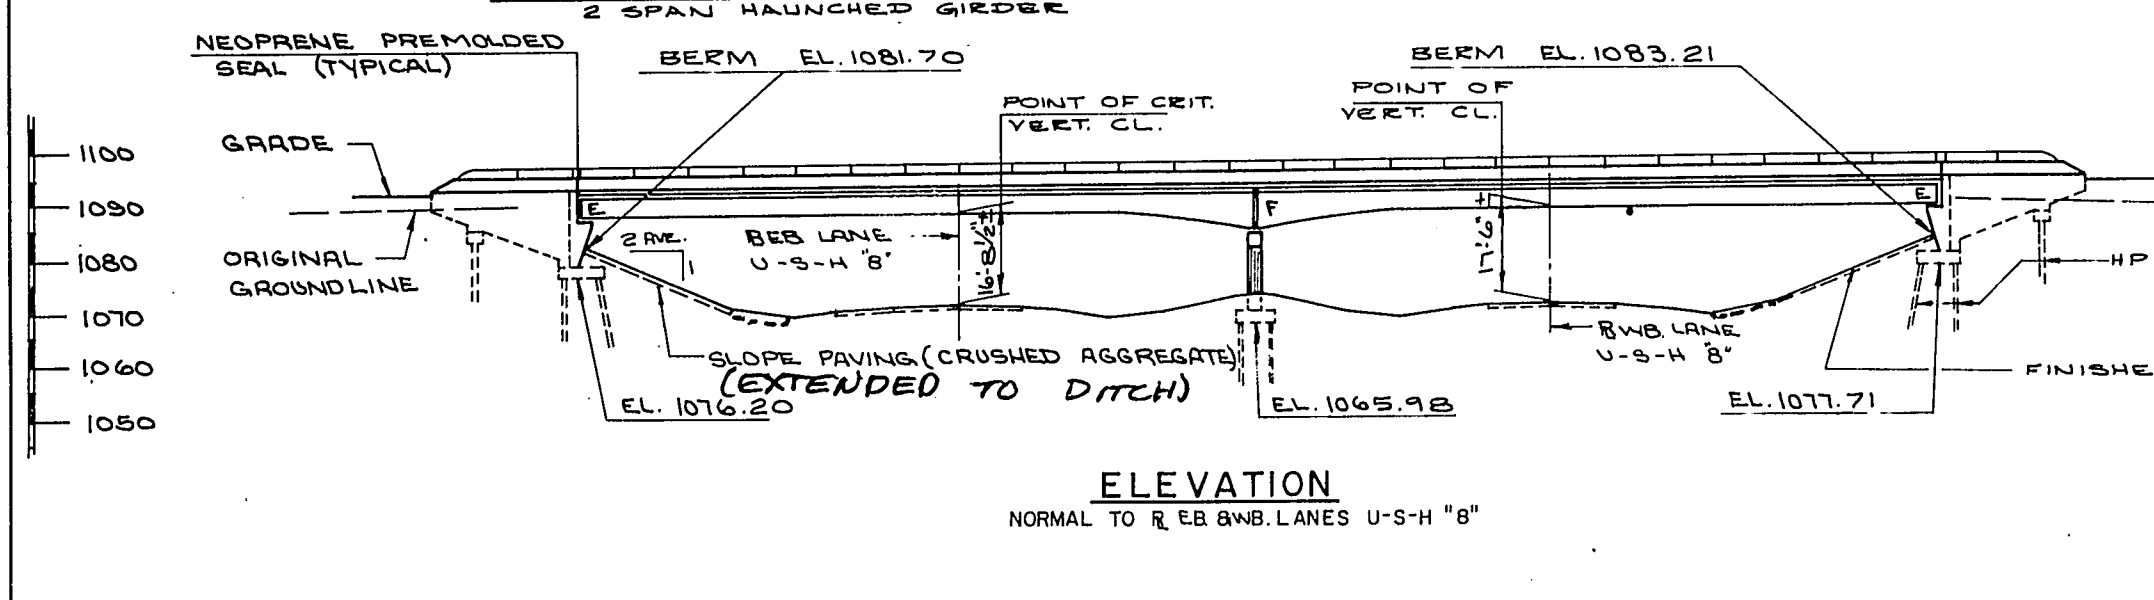 2 SPAN HAUNCHED GIRDER
NEOPRENE PREMOLDED
SEAL (TYPICAL)
BERM EL. 1081.70
BERM EL. 1083.21
POINT OF CRIT.
VERT. CL.
POINT OF
VERT. CL.
GRADE
1100
1090
1080
1070
1060
1050
ORIGINAL
GROUNDLINE
E
F
E
2 AVE.
1
℞ EB LANE
U-S-H "8"
16'-8 1/2" ±
17'-6" ±
HP
℞ WB. LANE
U-S-H "8"
SLOPE PAVING (CRUSHED AGGREGATE)
(EXTENDED TO DITCH)
FINISHE
EL. 1076.20
EL. 1065.98
EL. 1077.71
ELEVATION
NORMAL TO ℞ EB & WB. LANES U-S-H "8"